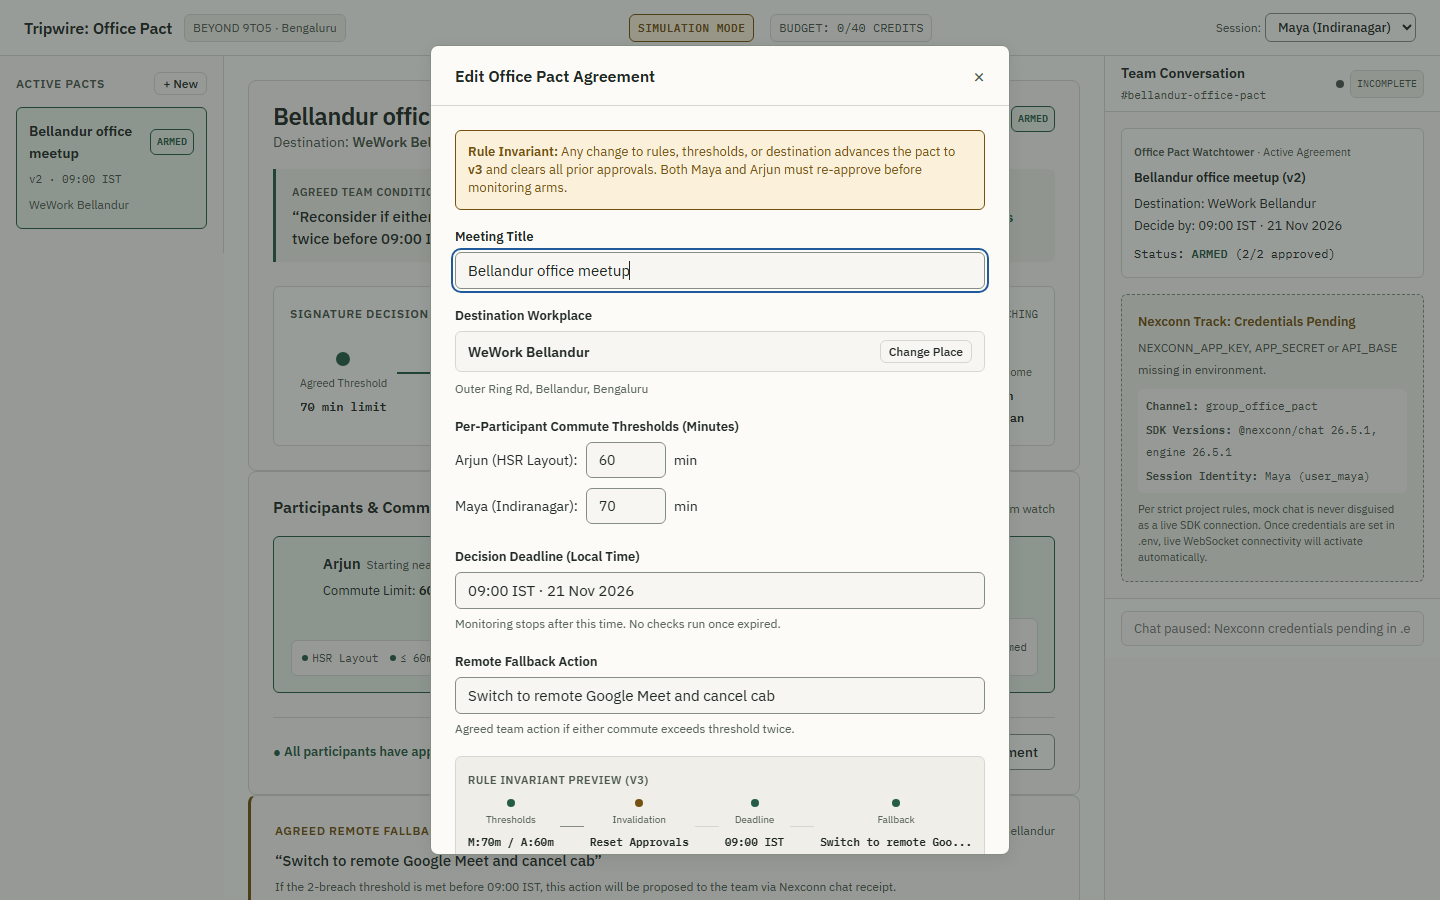 Tripwire: Office Pact
BEYOND 9TO5 · Bengaluru
SIMULATION MODE
BUDGET: 0/40 CREDITS
Session:
Maya (Indiranagar)
ACTIVE PACTS
+ New
Bellandur office
meetup
ARMED
v2 · 09:00 IST
WeWork Bellandur
Bellandur offic
Destination: WeWork Bel
ARMED
AGREED TEAM CONDITIO
“Reconsider if either
twice before 09:00 I
s
SIGNATURE DECISION
CHING
Agreed Threshold
70 min limit
ome
n
an
Participants & Comm
m watch
Arjun Starting nea
Commute Limit: 60
HSR Layout
≤ 60m
med
● All participants have app
ment
AGREED REMOTE FALLBA
ellandur
“Switch to remote Google Meet and cancel cab”
If the 2-breach threshold is met before 09:00 IST, this action will be proposed to the team via Nexconn chat receipt.
Edit Office Pact Agreement
×
Rule Invariant: Any change to rules, thresholds, or destination advances the pact to
v3 and clears all prior approvals. Both Maya and Arjun must re-approve before
monitoring arms.
Meeting Title
Bellandur office meetup
Destination Workplace
WeWork Bellandur
Change Place
Outer Ring Rd, Bellandur, Bengaluru
Per-Participant Commute Thresholds (Minutes)
Arjun (HSR Layout): 60 min
Maya (Indiranagar): 70 min
Decision Deadline (Local Time)
09:00 IST · 21 Nov 2026
Monitoring stops after this time. No checks run once expired.
Remote Fallback Action
Switch to remote Google Meet and cancel cab
Agreed team action if either commute exceeds threshold twice.
RULE INVARIANT PREVIEW (V3)
Thresholds
Invalidation
Deadline
Fallback
M:70m / A:60m
Reset Approvals
09:00 IST
Switch to remote Goo...
Team Conversation
#bellandur-office-pact
INCOMPLETE
Office Pact Watchtower · Active Agreement
Bellandur office meetup (v2)
Destination: WeWork Bellandur
Decide by: 09:00 IST · 21 Nov 2026
Status: ARMED (2/2 approved)
Nexconn Track: Credentials Pending
NEXCONN_APP_KEY, APP_SECRET or API_BASE
missing in environment.
Channel: group_office_pact
SDK Versions: @nexconn/chat 26.5.1,
engine 26.5.1
Session Identity: Maya (user_maya)
Per strict project rules, mock chat is never disguised
as a live SDK connection. Once credentials are set in
.env, live WebSocket connectivity will activate
automatically.
Chat paused: Nexconn credentials pending in .e